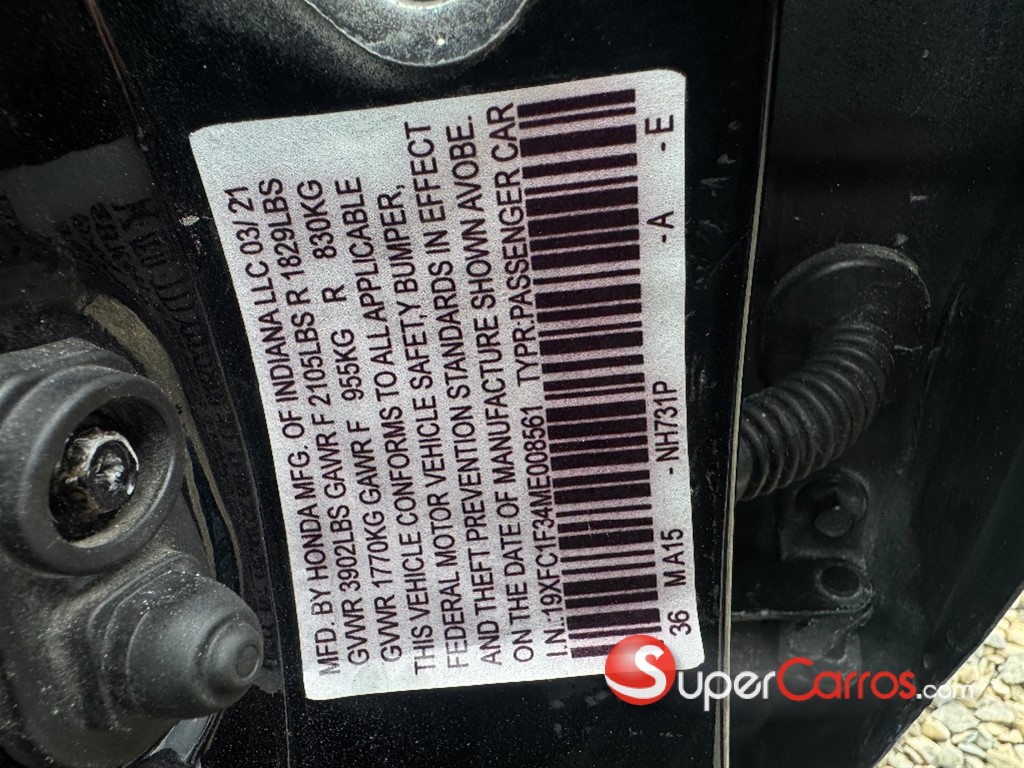 MFD. BY HONDA MFG. OF INDIANA LLC 03/ 21
GVWR 3902LBS GAWR F 2105LBS R 1829LBS
GVWR 1770KG GAWR F 955KG R 830KG
THIS VEHICLE CONFORMS TO ALL APPLICABLE
FEDERAL MOTOR VEHICLE SAFET,Y BUMPER,
AND THEFT PREVENTION STANDARDS IN EFFECT
ON THE DATE OF MANUFACTURE SHOWN AVOBE.
I.N.:19XFC1F34ME008561 TYPR:PASSENGER CAR
36 MA15 -NH731P -A -E
SuperCarros.com